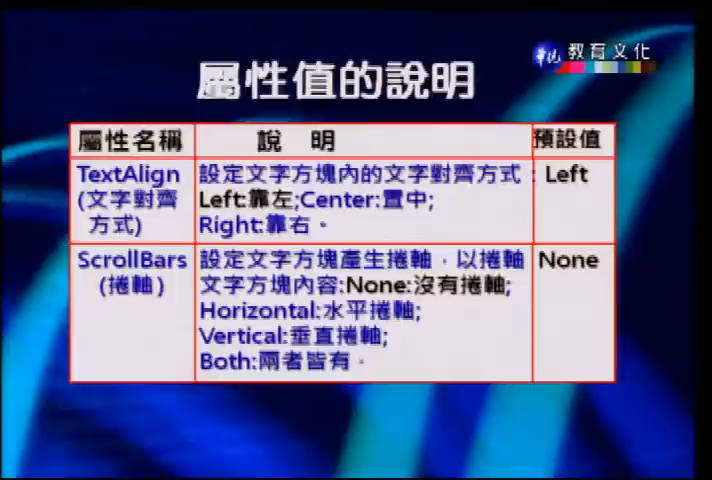 華視 教育文化
屬性值的說明
屬性名稱 說 明 預設值
TextAlign 設定文字方塊內的文字對齊方式: Left
(文字對齊 Left:靠左;Center:置中;
方式) Right:靠右。
ScrollBars 設定文字方塊產生捲軸，以捲軸 None
(捲軸) 文字方塊內容:None:沒有捲軸;
Horizontal:水平捲軸;
Vertical:垂直捲軸;
Both:兩者皆有。